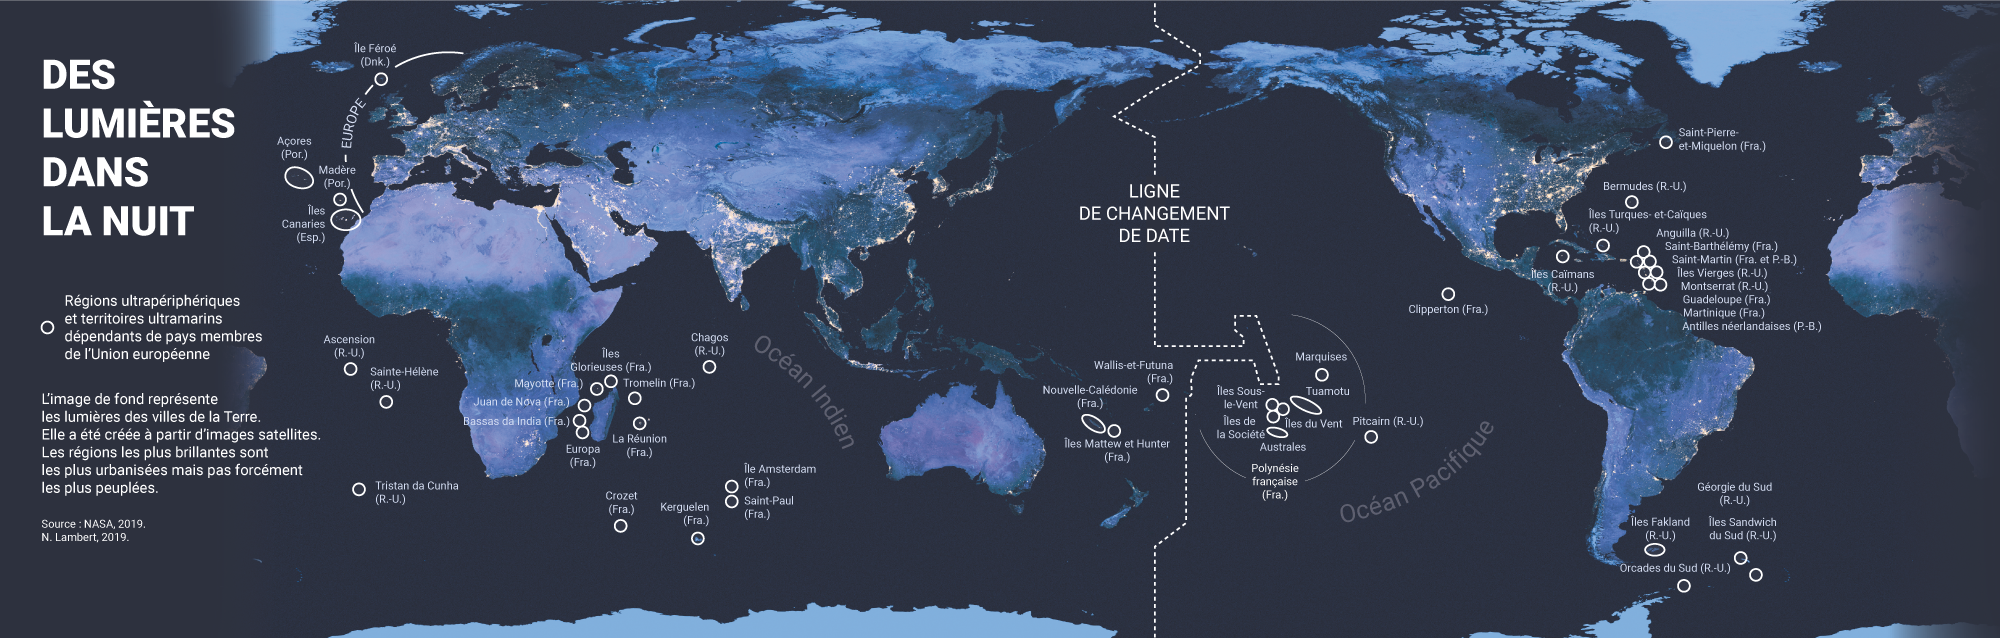 DES
LUMIÈRES
DANS
LA NUIT
Régions ultrapériphériques
et territoires ultramarins
dépendants de pays membres
de l'Union européenne
L'image de fond représente
les lumières des villes de la Terre.
Elle a été créée à partir d'images satellites.
Les régions les plus brillantes sont
les plus urbanisées mais pas forcément
les plus peuplées.
Source : NASA, 2019.
N. Lambert, 2019.
Île Féroé
(Dnk.)
EUROPE
Açores
(Por.)
Madère
(Por.)
Îles
Canaries
(Esp.)
Ascension
(R.-U.)
Sainte-Hélène
(R.-U.)
Tristan da Cunha
(R.-U.)
Îles
Glorieuses (Fra.)
Mayotte (Fra.)
Tromelin (Fra.)
Juan de Nova (Fra.)
Bassas da India (Fra.)
Europa
(Fra.)
La Réunion
(Fra.)
Chagos
(R.-U.)
Crozet
(Fra.)
Kerguelen
(Fra.)
Île Amsterdam
(Fra.)
Saint-Paul
(Fra.)
Océan Indien
LIGNE
DE CHANGEMENT
DE DATE
Wallis-et-Futuna
(Fra.)
Nouvelle-Calédonie
(Fra.)
Îles Mattew et Hunter
(Fra.)
Marquises
Tuamotu
Îles Sous-
le-Vent
Îles du Vent
Îles de
la Société
Australes
Polynésie
française
(Fra.)
Pitcairn (R.-U.)
Océan Pacifique
Clipperton (Fra.)
Saint-Pierre-
et-Miquelon (Fra.)
Bermudes (R.-U.)
Îles Turques- et-Caïques
(R.-U.)
Îles Caïmans
(R.-U.)
Anguilla (R.-U.)
Saint-Barthélémy (Fra.)
Saint-Martin (Fra. et P.-B.)
Îles Vierges (R.-U.)
Montserrat (R.-U.)
Guadeloupe (Fra.)
Martinique (Fra.)
Antilles néerlandaises (P.-B.)
Géorgie du Sud
(R.-U.)
Îles Fakland
(R.-U.)
Îles Sandwich
du Sud (R.-U.)
Orcades du Sud (R.-U.)